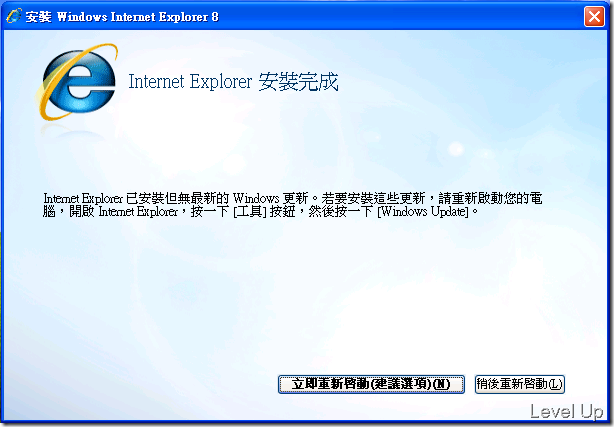 安裝 Windows Internet Explorer 8
Internet Explorer 安裝完成
Internet Explorer 已安裝但無最新的 Windows 更新。若要安裝這些更新，請重新啟動您的電
腦，開啟 Internet Explorer，按一下 [工具] 按鈕，然後按一下 [Windows Update]。
立即重新啟動(建議選項)(N) 稍後重新啟動(L)
Level Up